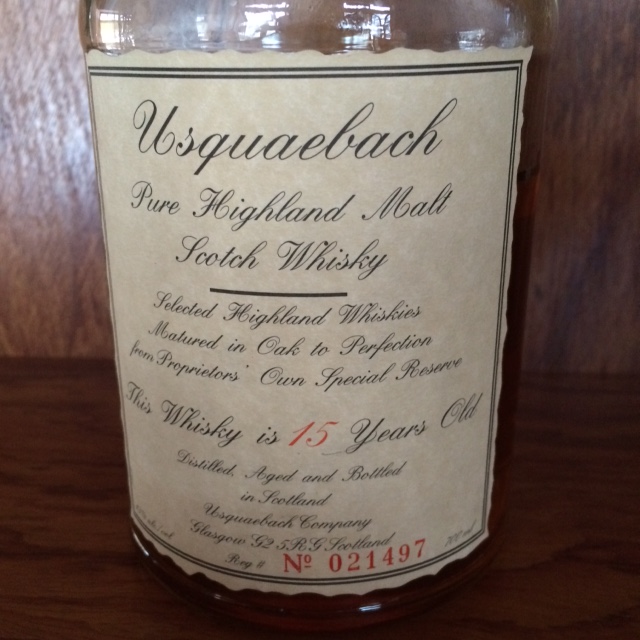 Usquaebach
Pure Highland Malt
Scotch Whisky
Selected Highland Whiskies
Matured in Oak to Perfection
from Proprietors' Own Special Reserve
This Whisky is 15 Years Old
Distilled, Aged and Bottled
in Scotland
Usquaebach Company
Glasgow G2 5RG Scotland
Reg # Nº 021497